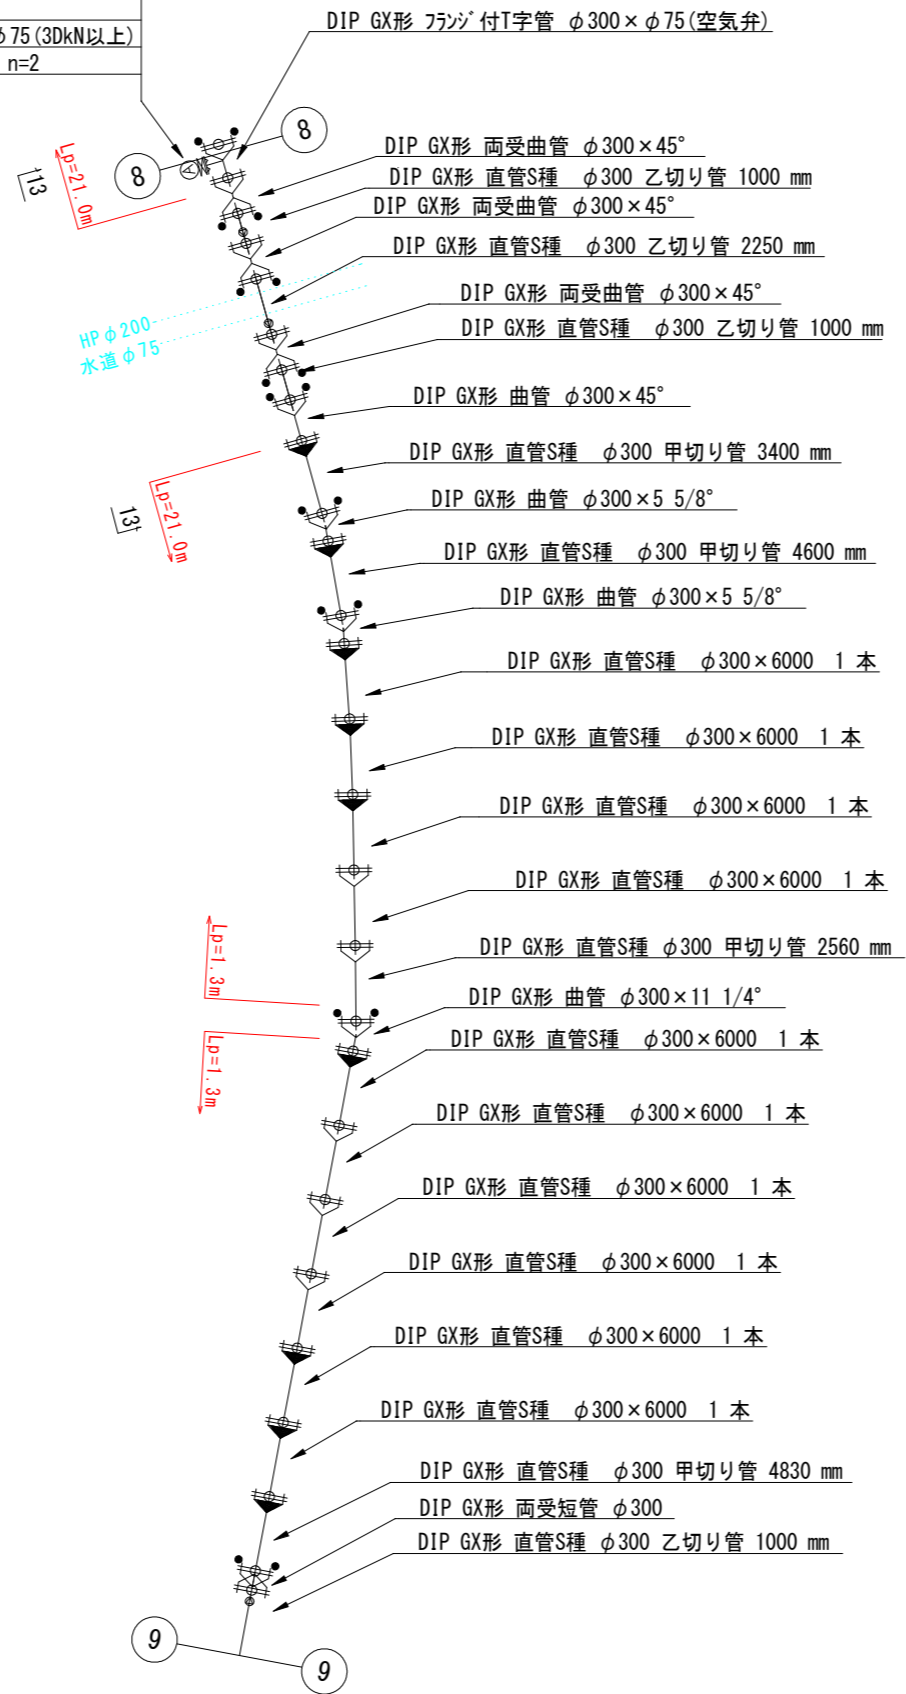 DIP GX形 フランジ付T字管 φ300×φ75(空気弁)
φ75(3DkN以上)
n=2
8
8
Lp=21.0m
113
DIP GX形 両受曲管 φ300×45°
DIP GX形 直管S種 φ300 乙切り管 1000 mm
DIP GX形 両受曲管 φ300×45°
DIP GX形 直管S種 φ300 乙切り管 2250 mm
HPφ200
水道φ75
DIP GX形 両受曲管 φ300×45°
DIP GX形 直管S種 φ300 乙切り管 1000 mm
DIP GX形 曲管 φ300×45°
DIP GX形 直管S種 φ300 甲切り管 3400 mm
Lp=21.0m
DIP GX形 曲管 φ300×5 5/8°
DIP GX形 直管S種 φ300 甲切り管 4600 mm
DIP GX形 曲管 φ300×5 5/8°
DIP GX形 直管S種 φ300×6000 1 本
DIP GX形 直管S種 φ300×6000 1 本
DIP GX形 直管S種 φ300×6000 1 本
DIP GX形 直管S種 φ300×6000 1 本
DIP GX形 直管S種 φ300 甲切り管 2560 mm
Lp=1.3m
DIP GX形 曲管 φ300×11 1/4°
DIP GX形 直管S種 φ300×6000 1 本
Lp=1.3m
DIP GX形 直管S種 φ300×6000 1 本
DIP GX形 直管S種 φ300×6000 1 本
DIP GX形 直管S種 φ300×6000 1 本
DIP GX形 直管S種 φ300×6000 1 本
DIP GX形 直管S種 φ300×6000 1 本
DIP GX形 直管S種 φ300 甲切り管 4830 mm
DIP GX形 両受短管 φ300
DIP GX形 直管S種 φ300 乙切り管 1000 mm
9
9